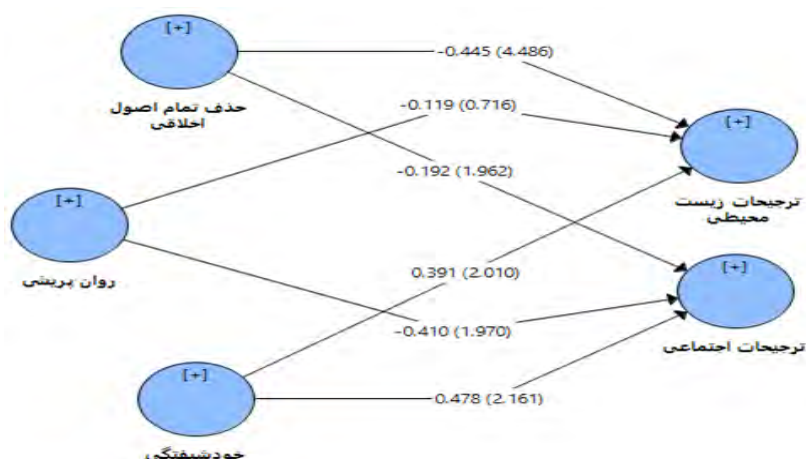 [+]
حذف تمام اصول
اخلاقی
[+]
روان پریشی
[+]
خودشیفتگی
-0.445 (4.486)
-0.119 (0.716)
-0.192 (1.962)
0.391 (2.010)
-0.410 (1.970)
0.478 (2.161)
[+]
ترجیحات زیست
محیطی
[+]
ترجیحات اجتماعی